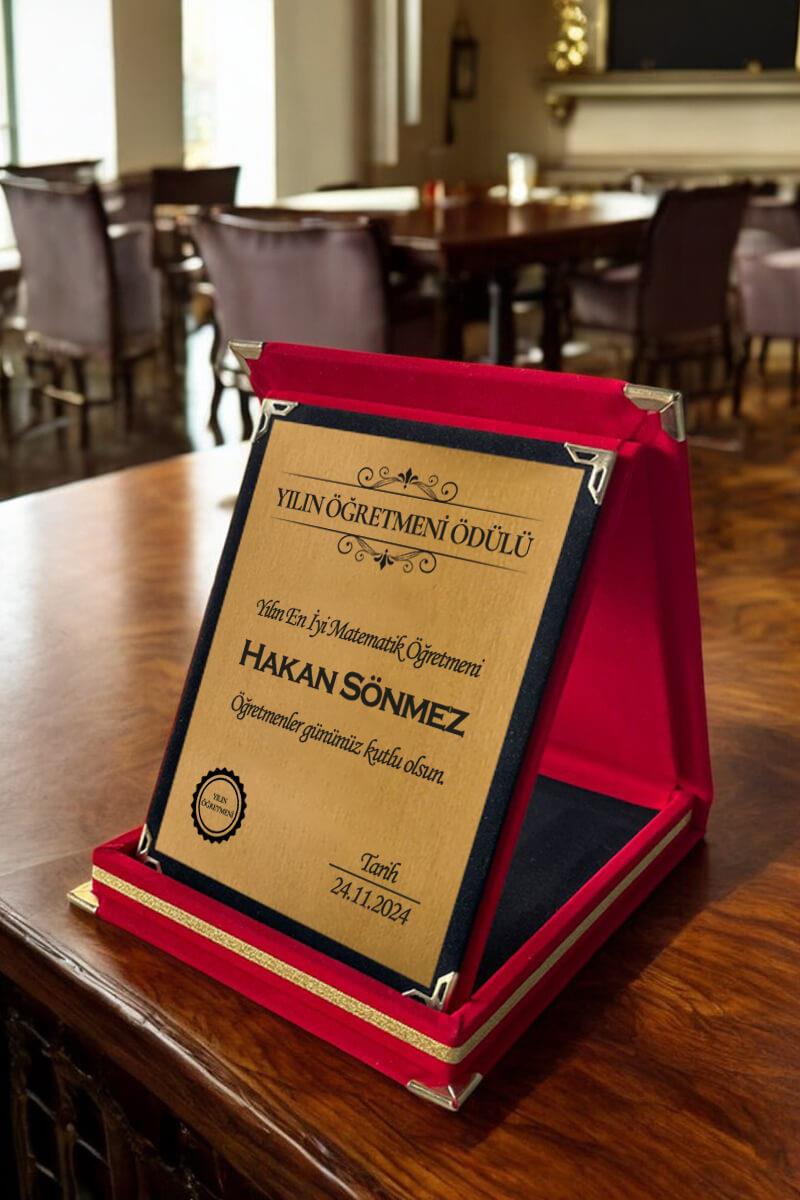 YILIN ÖĞRETMENİ ÖDÜLÜ
Yılın En İyi Matematik Öğretmeni
HAKAN SÖNMEZ
Öğretmenler gününüz kutlu olsun.
YILIN
ÖĞRETMENİ
Tarih
24.11.2024